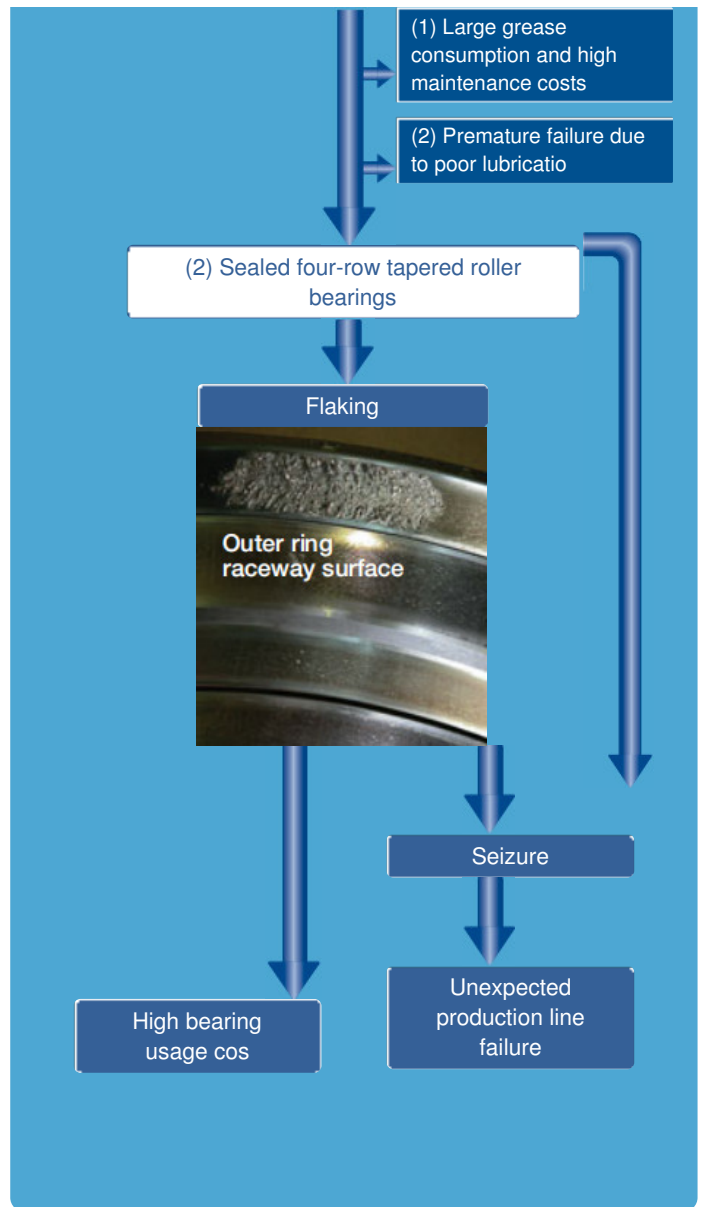 (1) Large grease
consumption and high
maintenance costs
(2) Premature failure due
to poor lubricatio
(2) Sealed four-row tapered roller
bearings
Flaking
Outer ring
raceway surface
Seizure
Unexpected
production line
failure
High bearing
usage cos